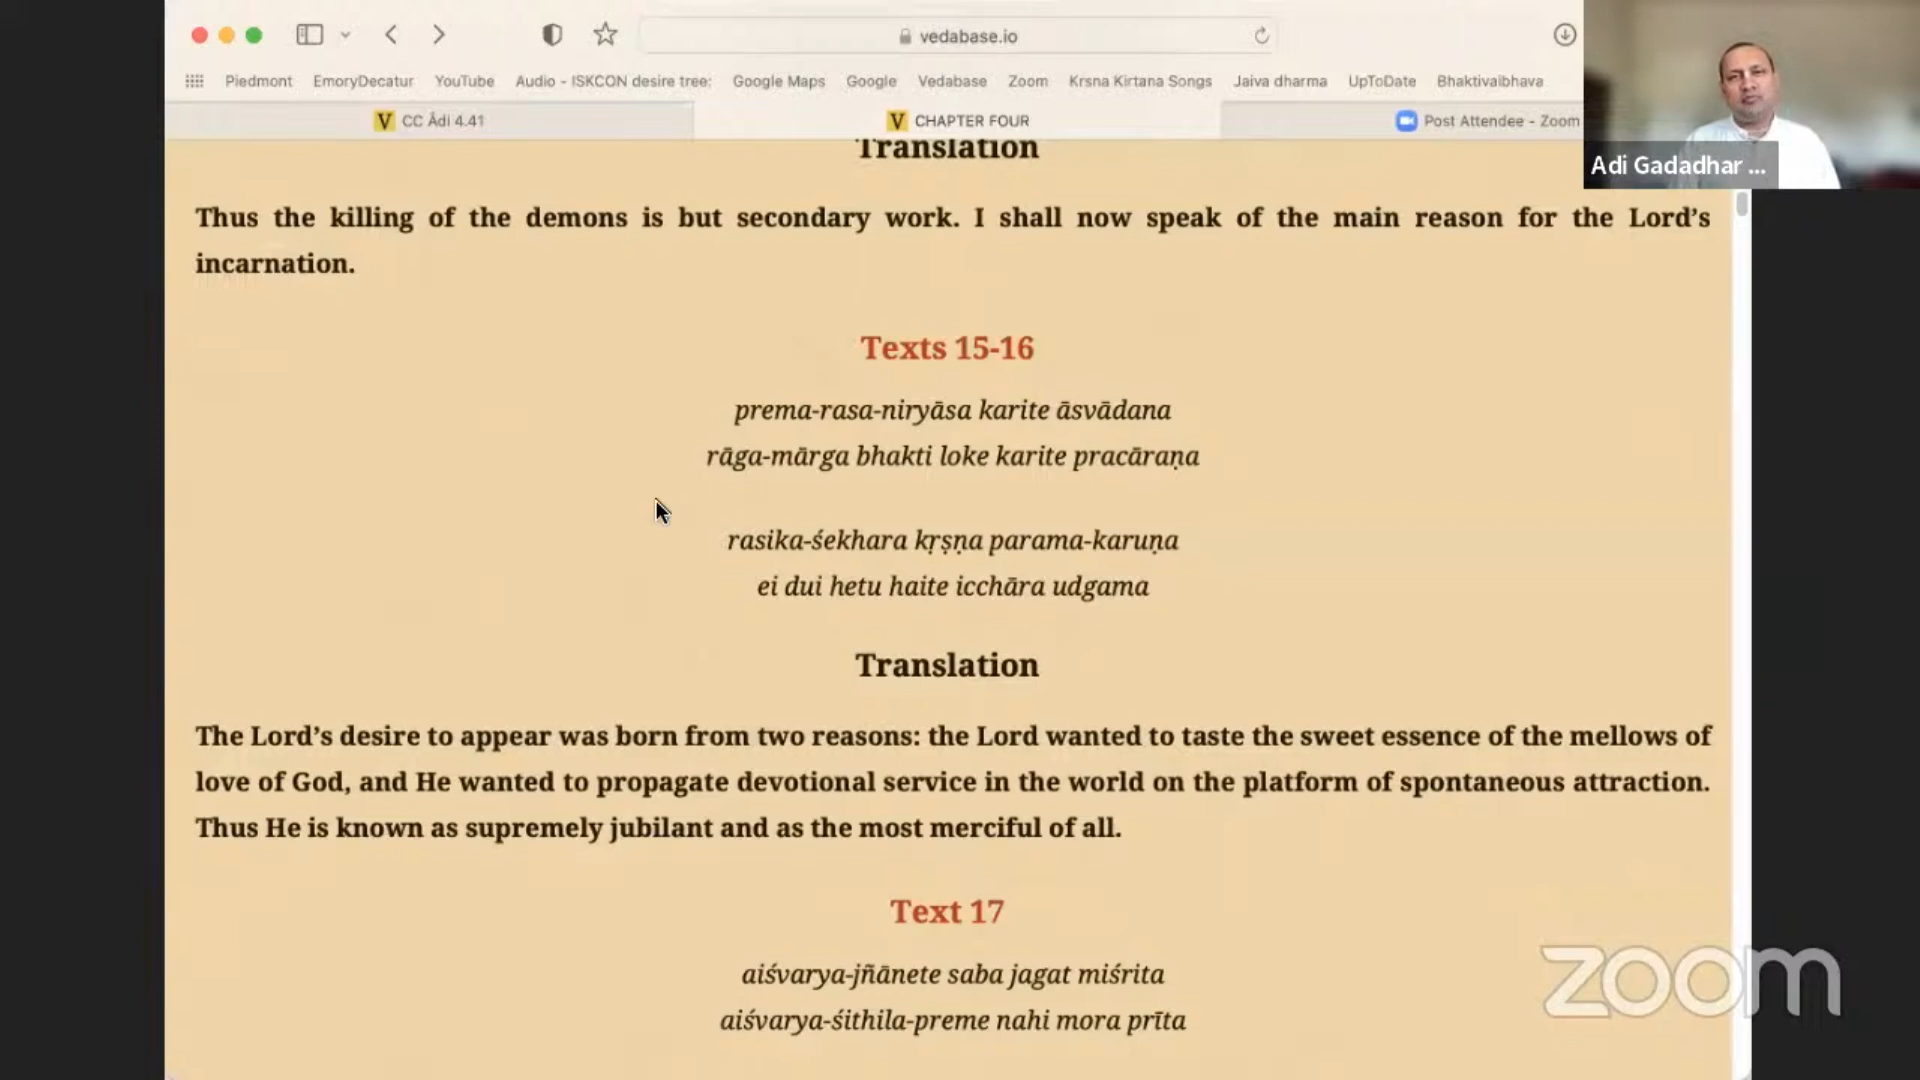 vedabase.io
Piedmont EmoryDecatur YouTube Audio - ISKCON desire tree: Google Maps Google Vedabase Zoom Krsna Kirtana Songs Jaiva dharma UpToDate Bhaktivaibhava
V CC Ādi 4.41 V CHAPTER FOUR Post Attendee - Zoom
Adi Gadadhar ...
Translation
Thus the killing of the demons is but secondary work. I shall now speak of the main reason for the Lord’s
incarnation.
Texts 15-16
prema-rasa-niryāsa karite āsvādana
rāga-mārga bhakti loke karite pracāraṇa
rasika-śekhara kṛṣṇa parama-karuṇa
ei dui hetu haite icchāra udgama
Translation
The Lord’s desire to appear was born from two reasons: the Lord wanted to taste the sweet essence of the mellows of
love of God, and He wanted to propagate devotional service in the world on the platform of spontaneous attraction.
Thus He is known as supremely jubilant and as the most merciful of all.
Text 17
aiśvarya-jñānete saba jagat miśrita
aiśvarya-śithila-preme nahi mora prīta
zoom